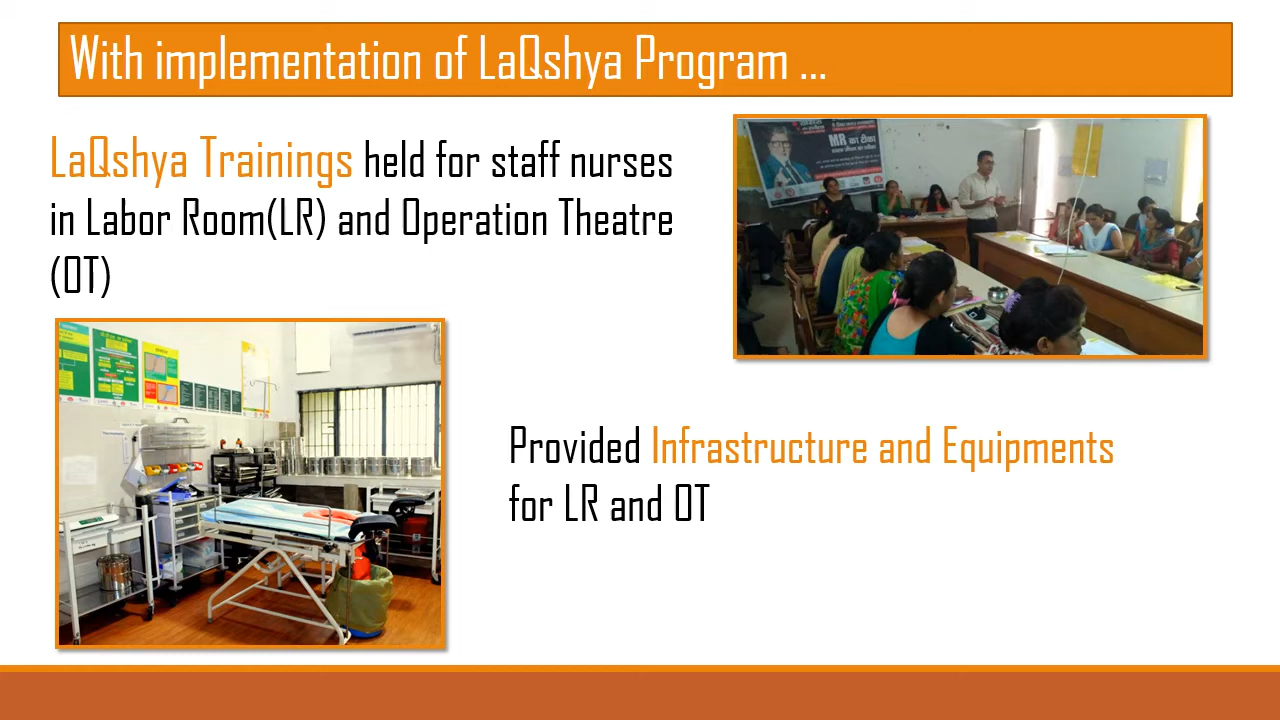 With implementation of LaQshya Program ...
LaQshya Trainings held for staff nurses
in Labor Room(LR) and Operation Theatre
(OT)
MR का टीका
Provided Infrastructure and Equipments
for LR and OT